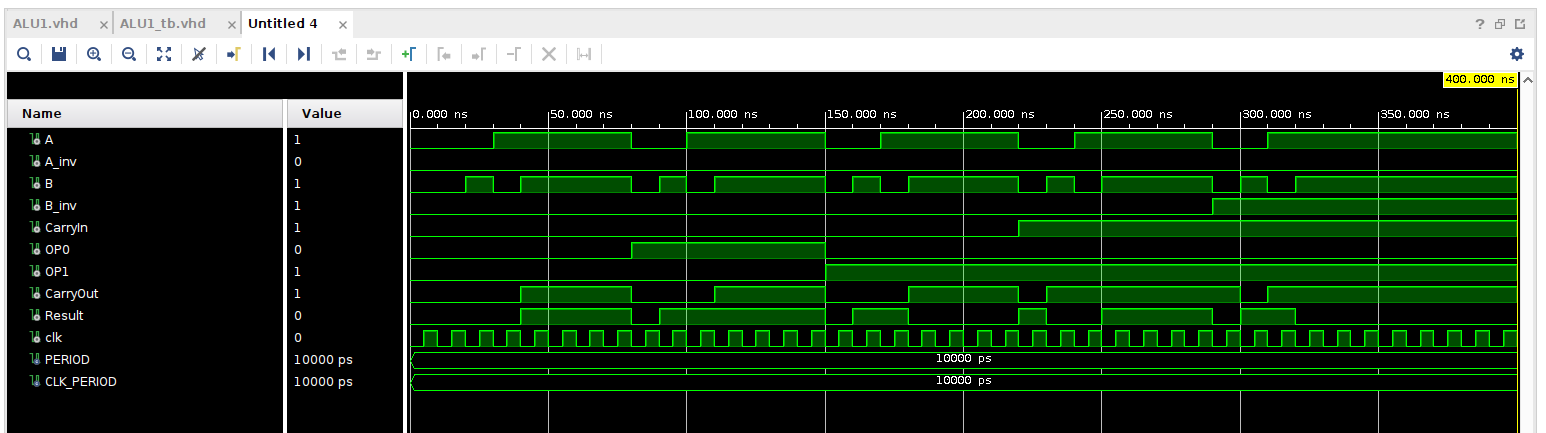 ALU1.vhd × ALU1_tb.vhd × Untitled 4 ×
?
400.000 ns
Name Value
0.000 ns 50.000 ns 100.000 ns 150.000 ns 200.000 ns 250.000 ns 300.000 ns 350.000 ns
A 1
A_inv 0
B 1
B_inv 1
CarryIn 1
OP0 0
OP1 1
CarryOut 1
Result 0
clk 0
PERIOD 10000 ps 10000 ps
CLK_PERIOD 10000 ps 10000 ps